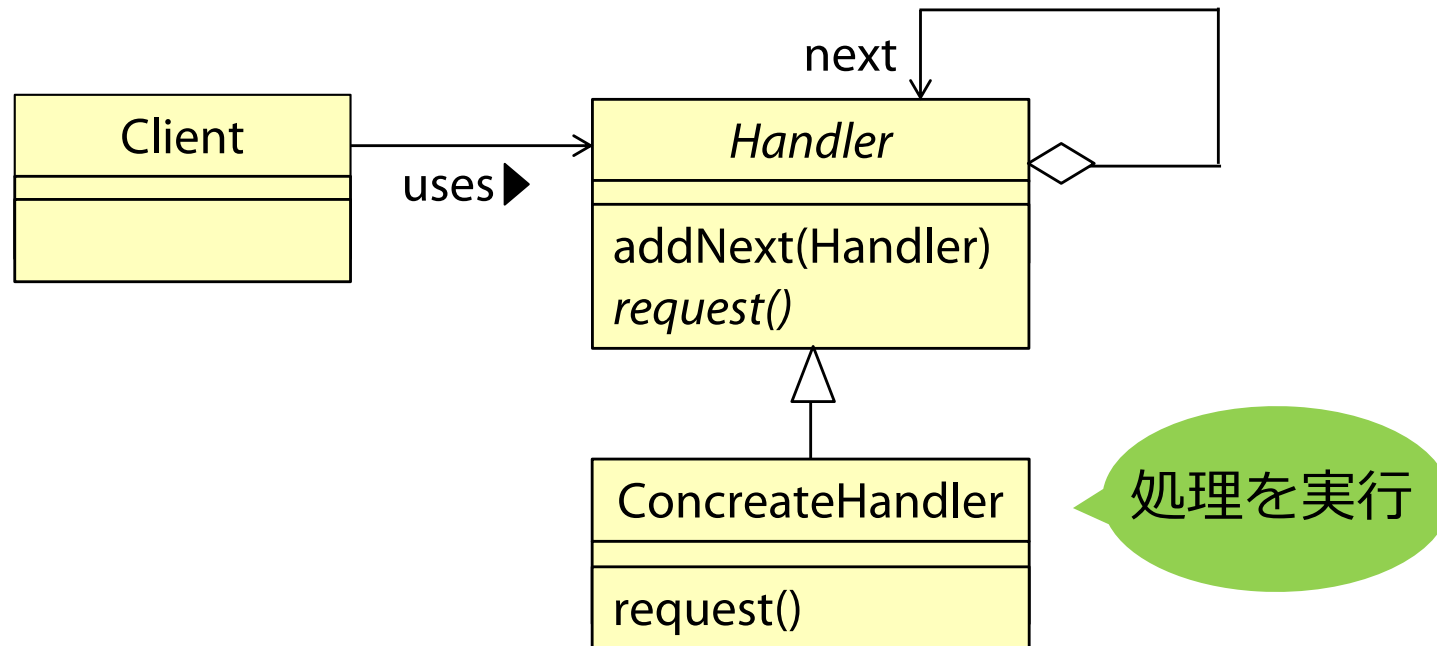 next
Client
Handler
uses▶
addNext(Handler)
request()
ConcreateHandler
処理を実行
request()